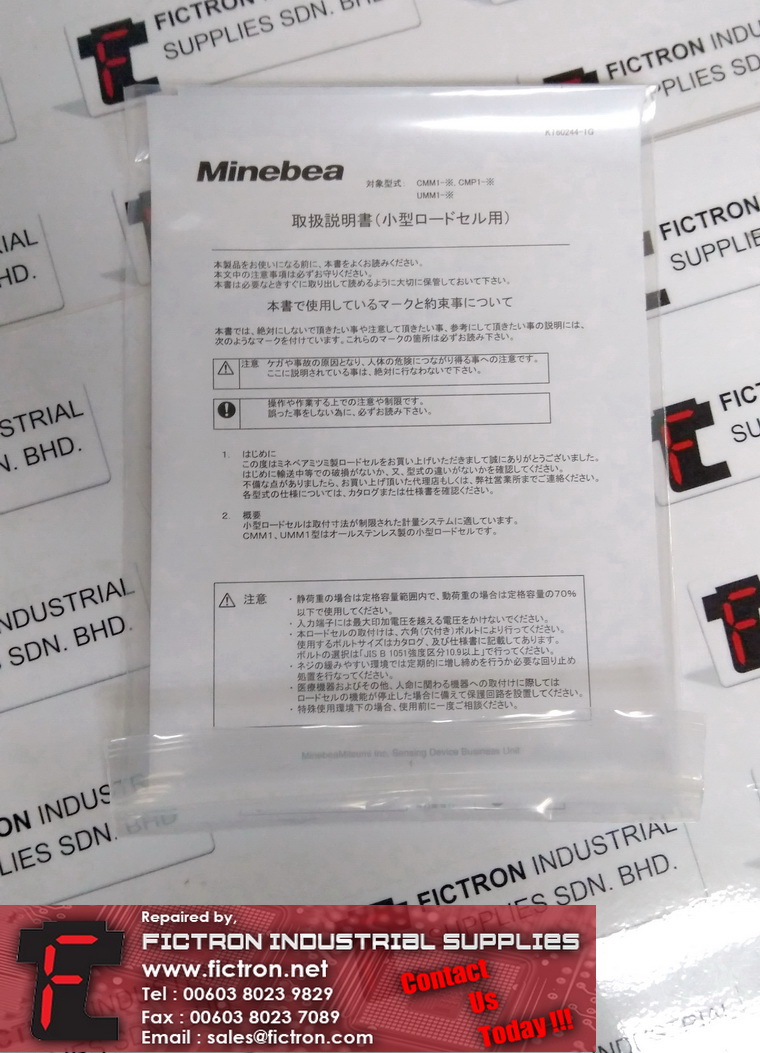 FICTRON
SUPPLIES SDN. BHD.
FICTRON INDU
PPLIES SD
K180244-1G
Minebea
対象型式 CMM1-※, CMP1-※
UMM1-※
取扱説明書(小型ロードセル用)
本製品をお使いになる前に、本書をよくお読みください。
本文中の注意事項は必ずお守りください。
本書は必要なときすぐに取り出して読めるように大切に保管しておいて下さい。
本書で使用しているマークと約束事について
本書では、絶対にしないで頂きたい事や注意して頂きたい事、参考にして頂きたい事の説明には、
次のようなマークを付けています。これらのマークの箇所は必ずお読み下さい。
注意 ケガや事故の原因となり、人体の危険につながり得る事への注意です。
ここに説明されている事は、絶対に行なわないで下さい。
操作や作業する上での注意や制限です。
誤った事をしない為に、必ずお読み下さい。
1. はじめに
この度はミネベアミツミ製ロードセルをお買い上げいただきまして誠にありがとうございました。
はじめに輸送中等での破損がないか、又、型式の違いがないかを確認してください。
不備な点がありましたら、お買い上げ頂いた代理店もしくは、弊社営業所までご連絡ください。
各型式の仕様については、カタログまたは仕様書を確認ください。
2. 概要
小型ロードセルは取付寸法が制限された計量システムに適しています。
CMM1、UMM1型はオールステンレス製の小型ロードセルです。
注意
・静荷重の場合は定格容量範囲内で、動荷重の場合は定格容量の70%
以下で使用してください。
・入力端子には最大印加電圧を越える電圧をかけないでください。
・本ロードセルの取付けは、六角(穴付き)ボルトにより行ってください。
使用するボルトサイズはカタログ、及び仕様書に記載してあります。
ボルトの選択は「JIS B 1051強度区分10.9以上」で行ってください。
・ネジの緩みやすい環境では定期的に増し締めを行うか必要な回り止め
処置を行なってください。
・医療機器およびその他、人命に関わる機器への取付けに際しては
ロードセルの機能が停止した場合に備えて保護回路を設置してください。
・特殊使用環境下の場合、使用前に一度ご相談ください。
MinebeaMitsumi Inc. Sensing Device Business Unit
IAL
HD.
FICTRON
SUPPLIE
STRIAL
N. BHD.
FICT
SU
NDUSTRIAL
SDN. BHD.
ON INDUS
LIES SDN. BHD
FICTRON INDUSTRIAL
PPLIES SDN. BHD.
Repaired by,
FICTRON INDUSTRIAL SUPPLIES
www.fictron.net
Tel : 00603 8023 9829
Fax : 00603 8023 7089
Email : sales@fictron.com
Contact
Us
Today !!!